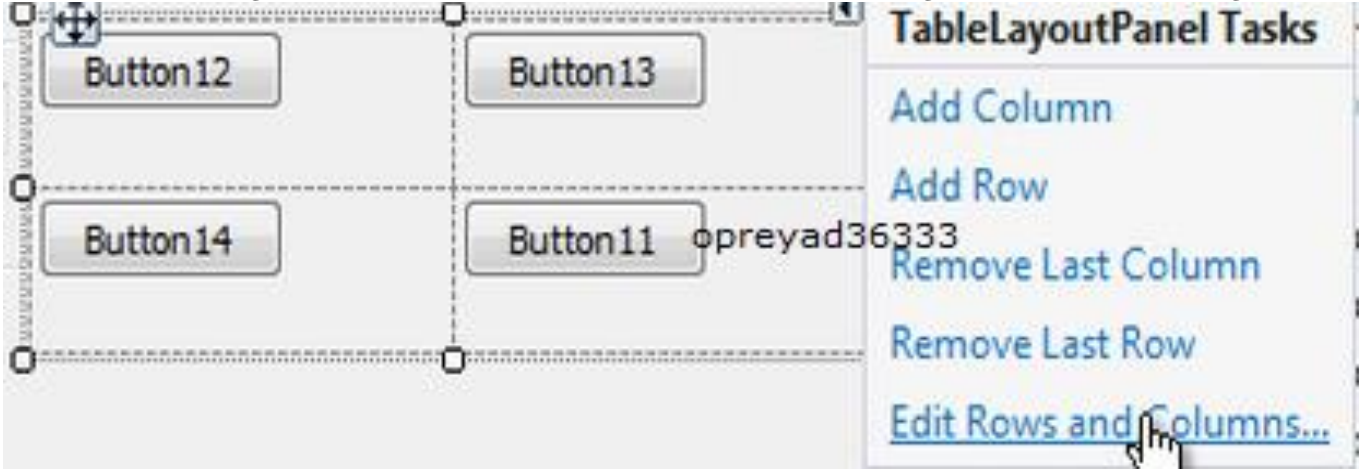 TableLayoutPanel Tasks
Button12
Button13
Add Column
Add Row
Button14
Button11
opreyad36333
Remove Last Column
Remove Last Row
Edit Rows and Columns...